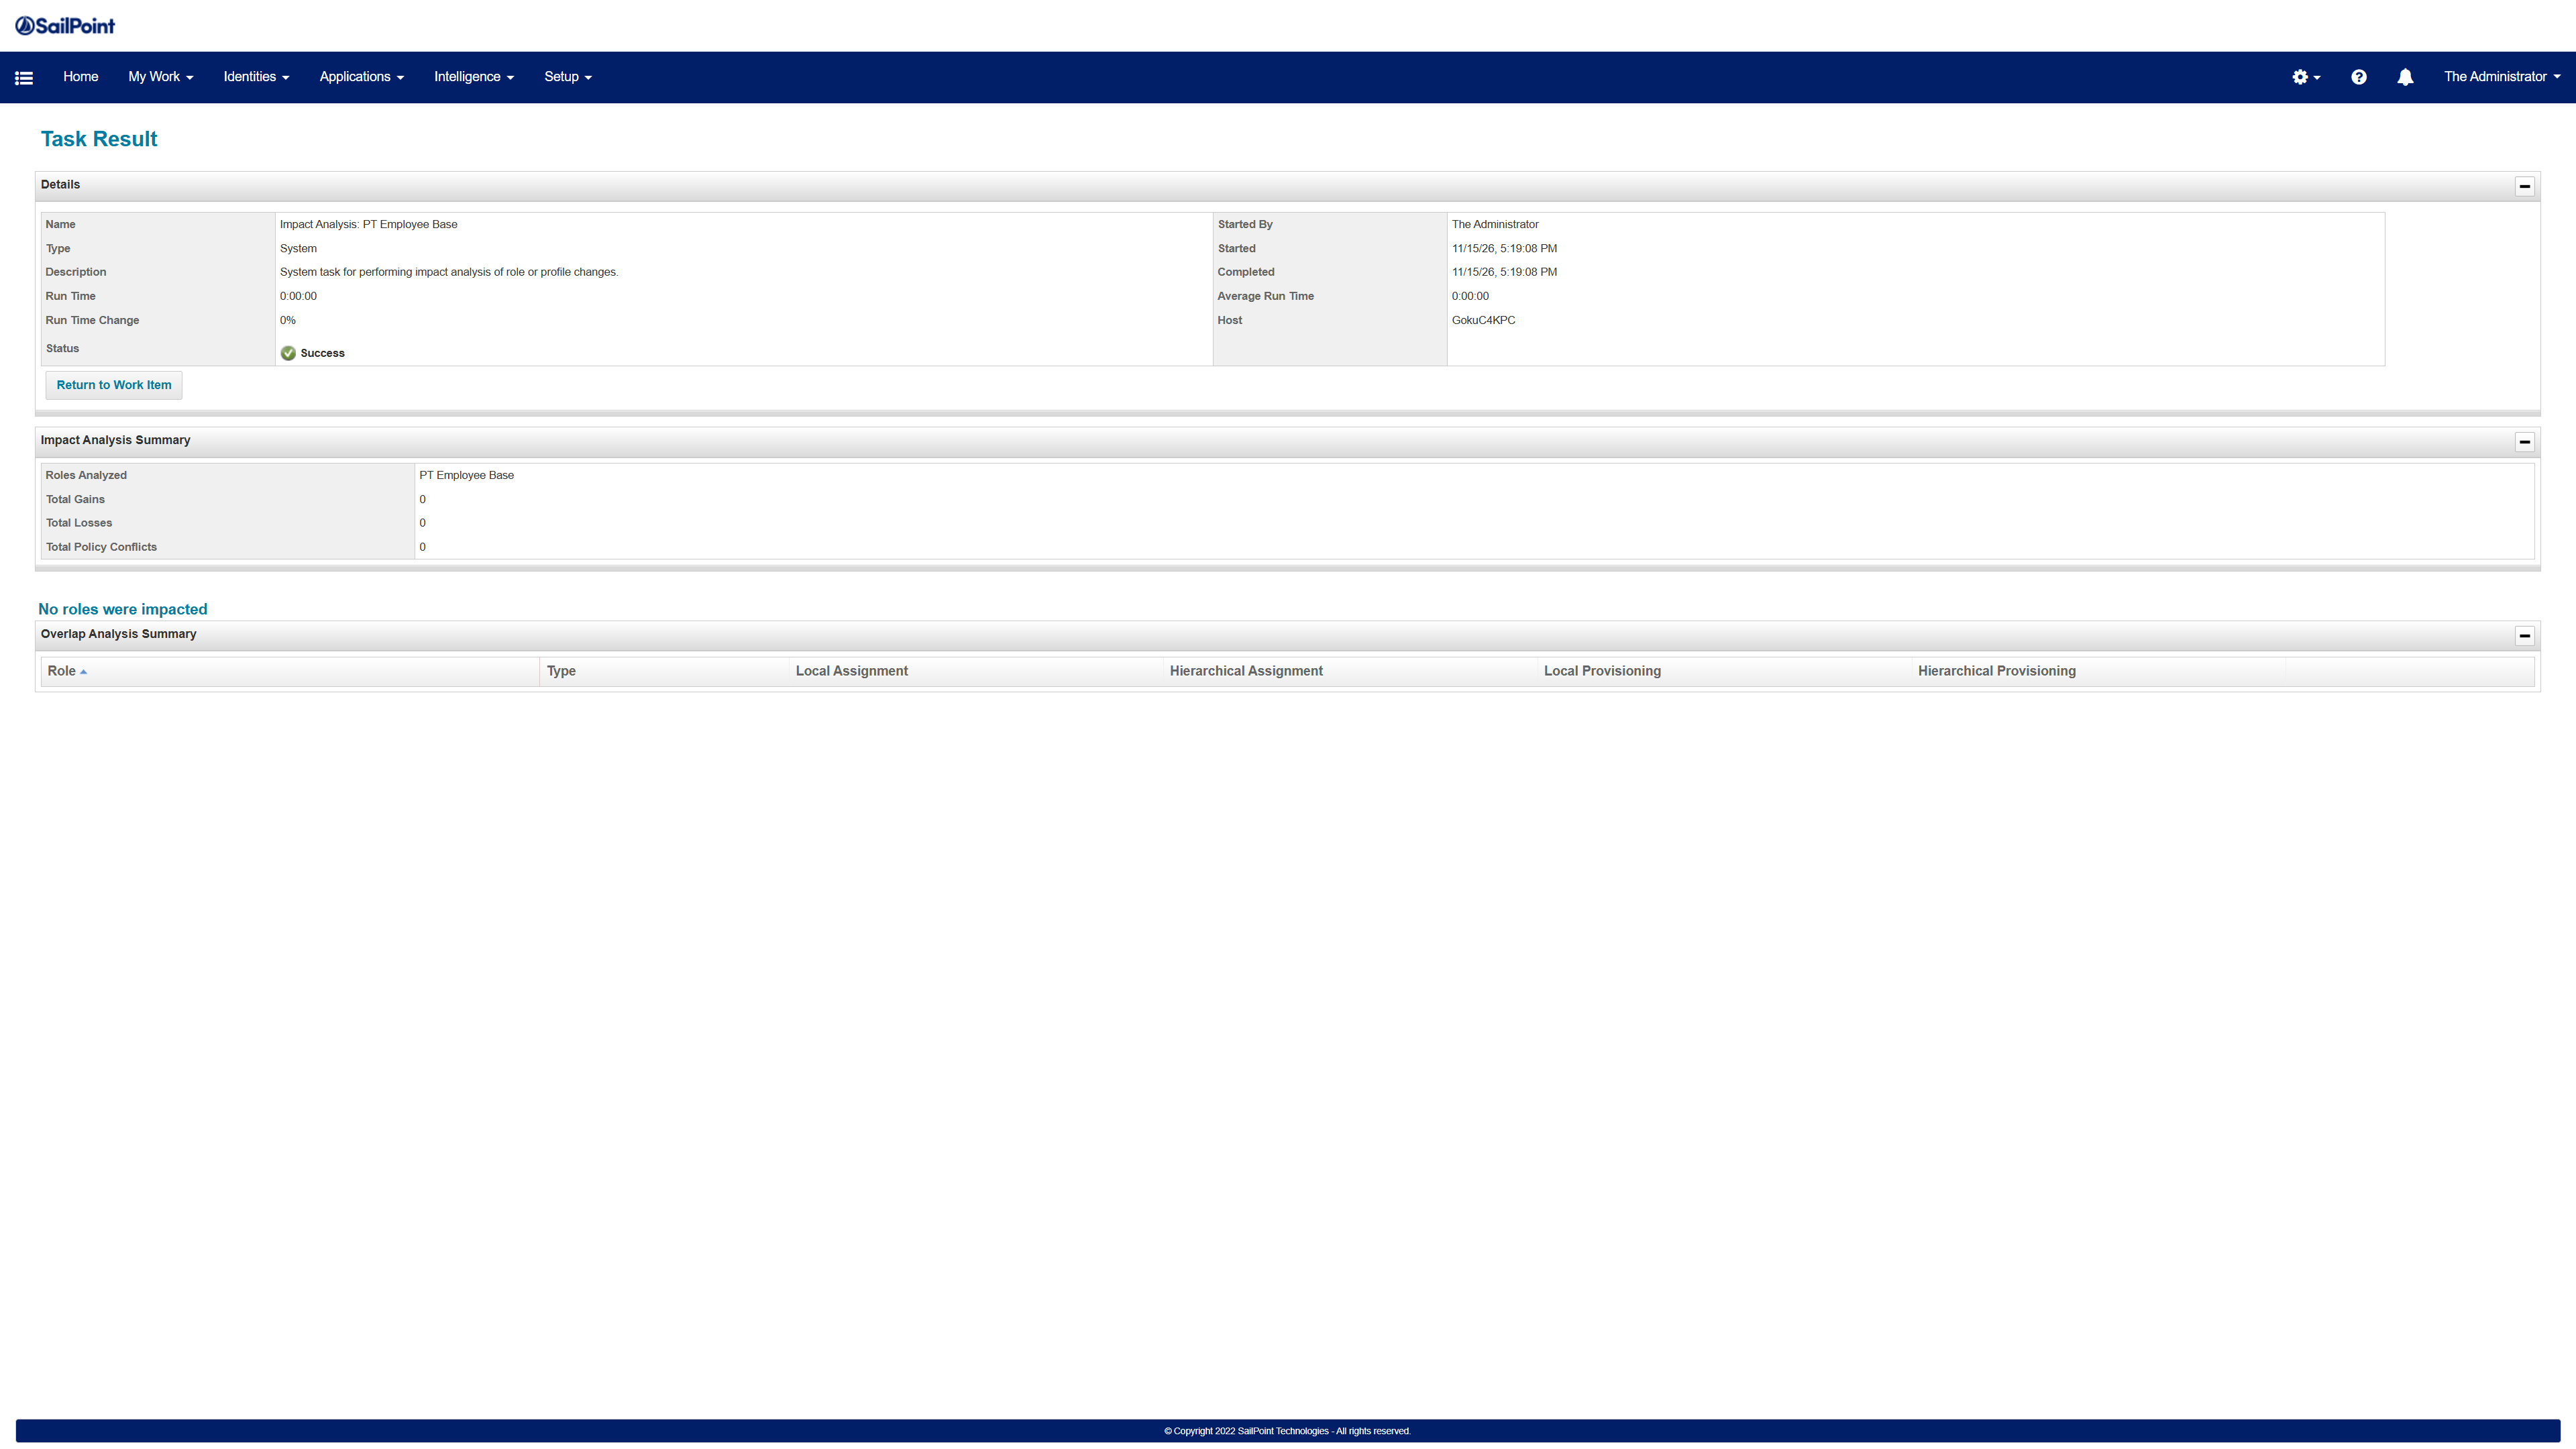 SailPoint
Home My Work Identities Applications Intelligence Setup The Administrator
Task Result
Details
Name Impact Analysis: PT Employee Base Started By The Administrator
Type System Started 11/15/26, 5:19:08 PM
Description System task for performing impact analysis of role or profile changes. Completed 11/15/26, 5:19:08 PM
Run Time 0:00:00 Average Run Time 0:00:00
Run Time Change 0% Host GokuC4KPC
Status Success
Return to Work Item
Impact Analysis Summary
Roles Analyzed PT Employee Base
Total Gains 0
Total Losses 0
Total Policy Conflicts 0
No roles were impacted
Overlap Analysis Summary
Role Type Local Assignment Hierarchical Assignment Local Provisioning Hierarchical Provisioning
© Copyright 2022 SailPoint Technologies - All rights reserved.